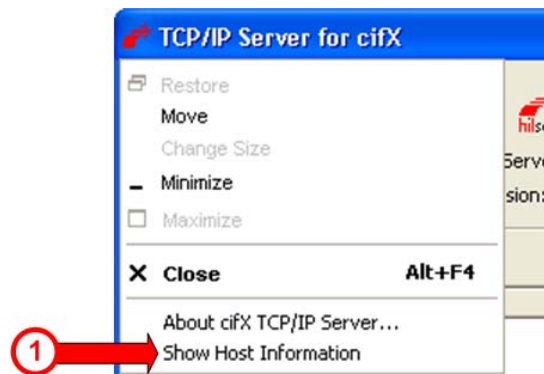 TCP/IP Server for cifX
Restore
Move
Change Size
Minimize
Maximize
Close Alt+F4
About cifX TCP/IP Server...
Show Host Information
1